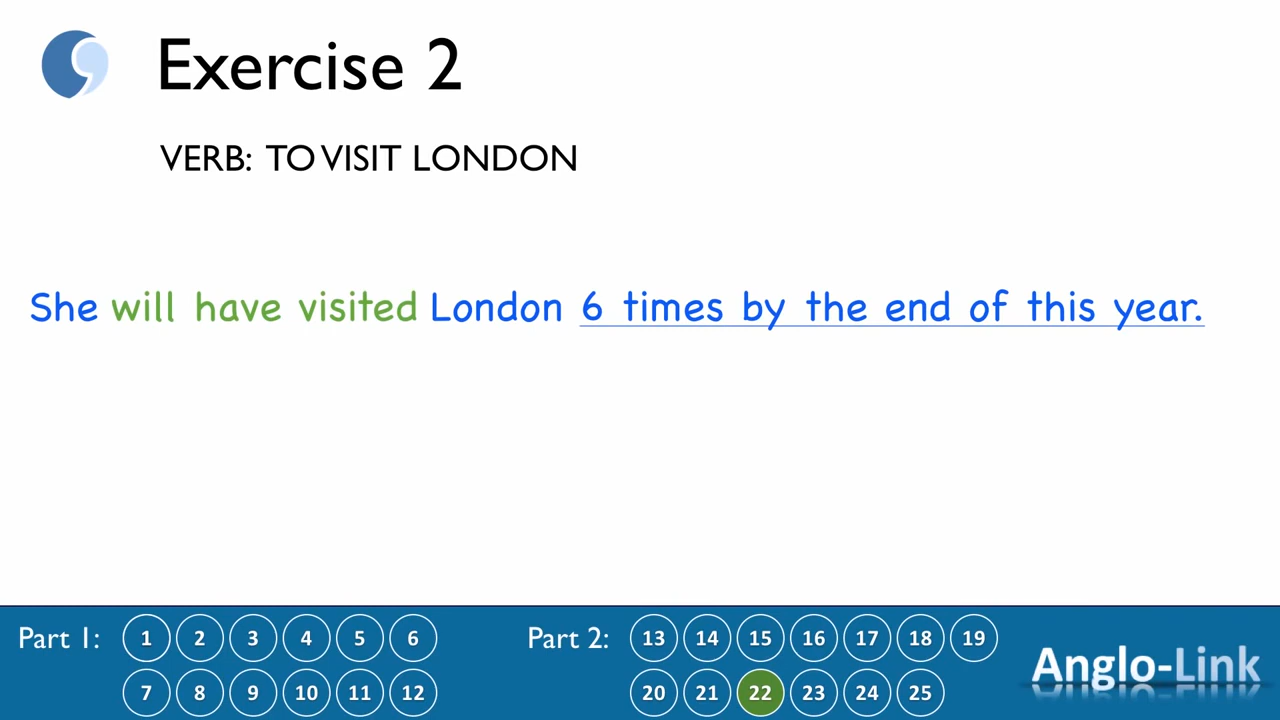 Exercise 2
VERB: TO VISIT LONDON
She will have visited London 6 times by the end of this year.
Part 1: 1 2 3 4 5 6
7 8 9 10 11 12
Part 2: 13 14 15 16 17 18 19
20 21 22 23 24 25
Anglo-Link